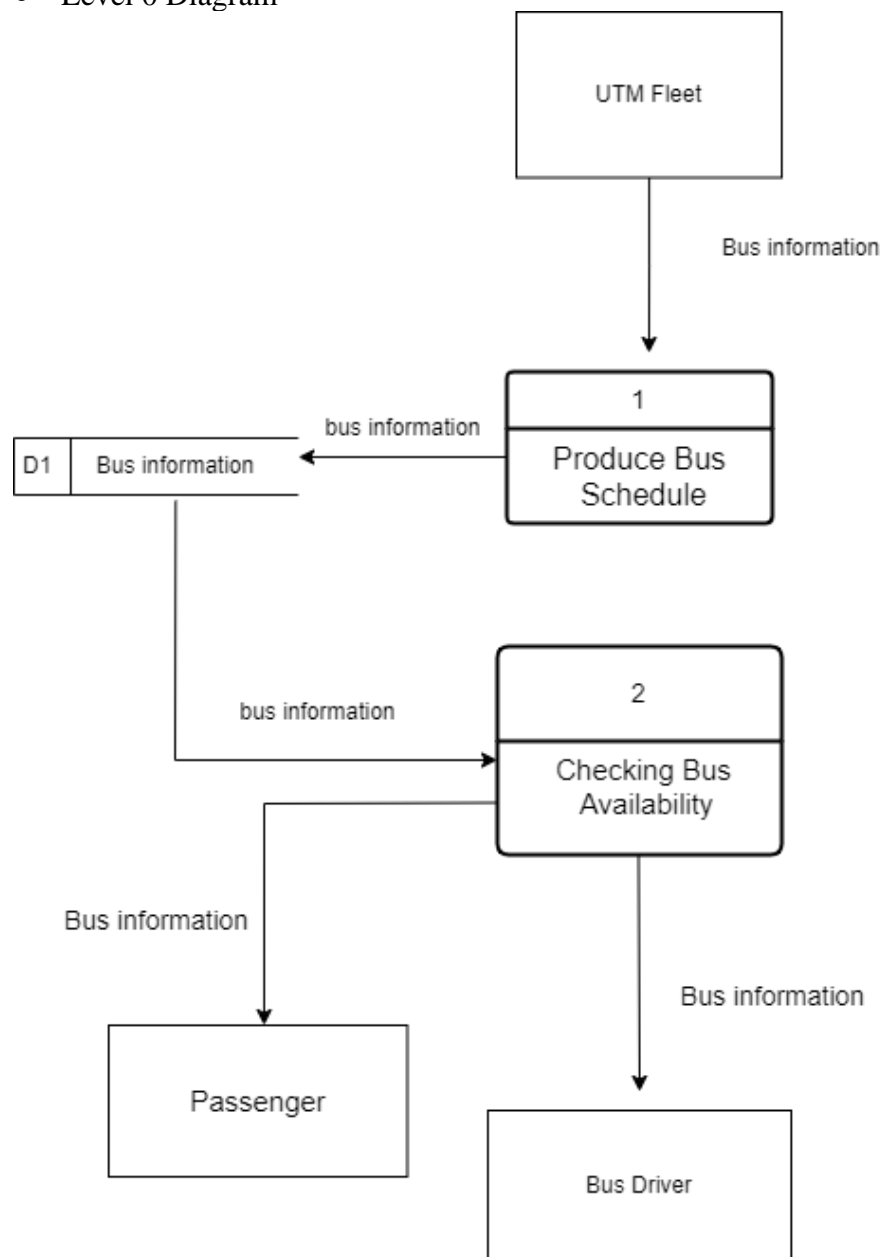 Level 0 Diagram
UTM Fleet
Bus information
1
Produce Bus
Schedule
bus information
D1
Bus information
2
Checking Bus
Availability
bus information
Bus information
Bus information
Passenger
Bus Driver